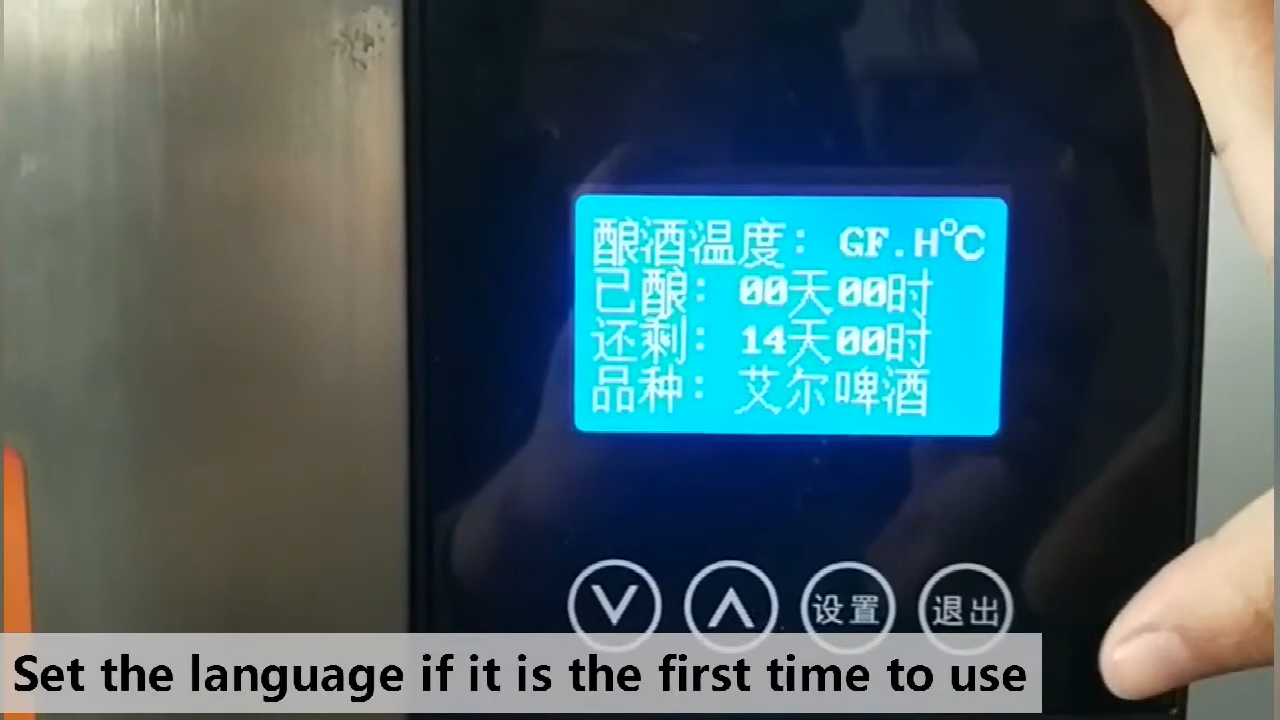 酿酒温度: GF.H℃
已酿: 00天00时
还剩: 14天00时
品种: 艾尔啤酒
设置 退出
Set the language if it is the first time to use